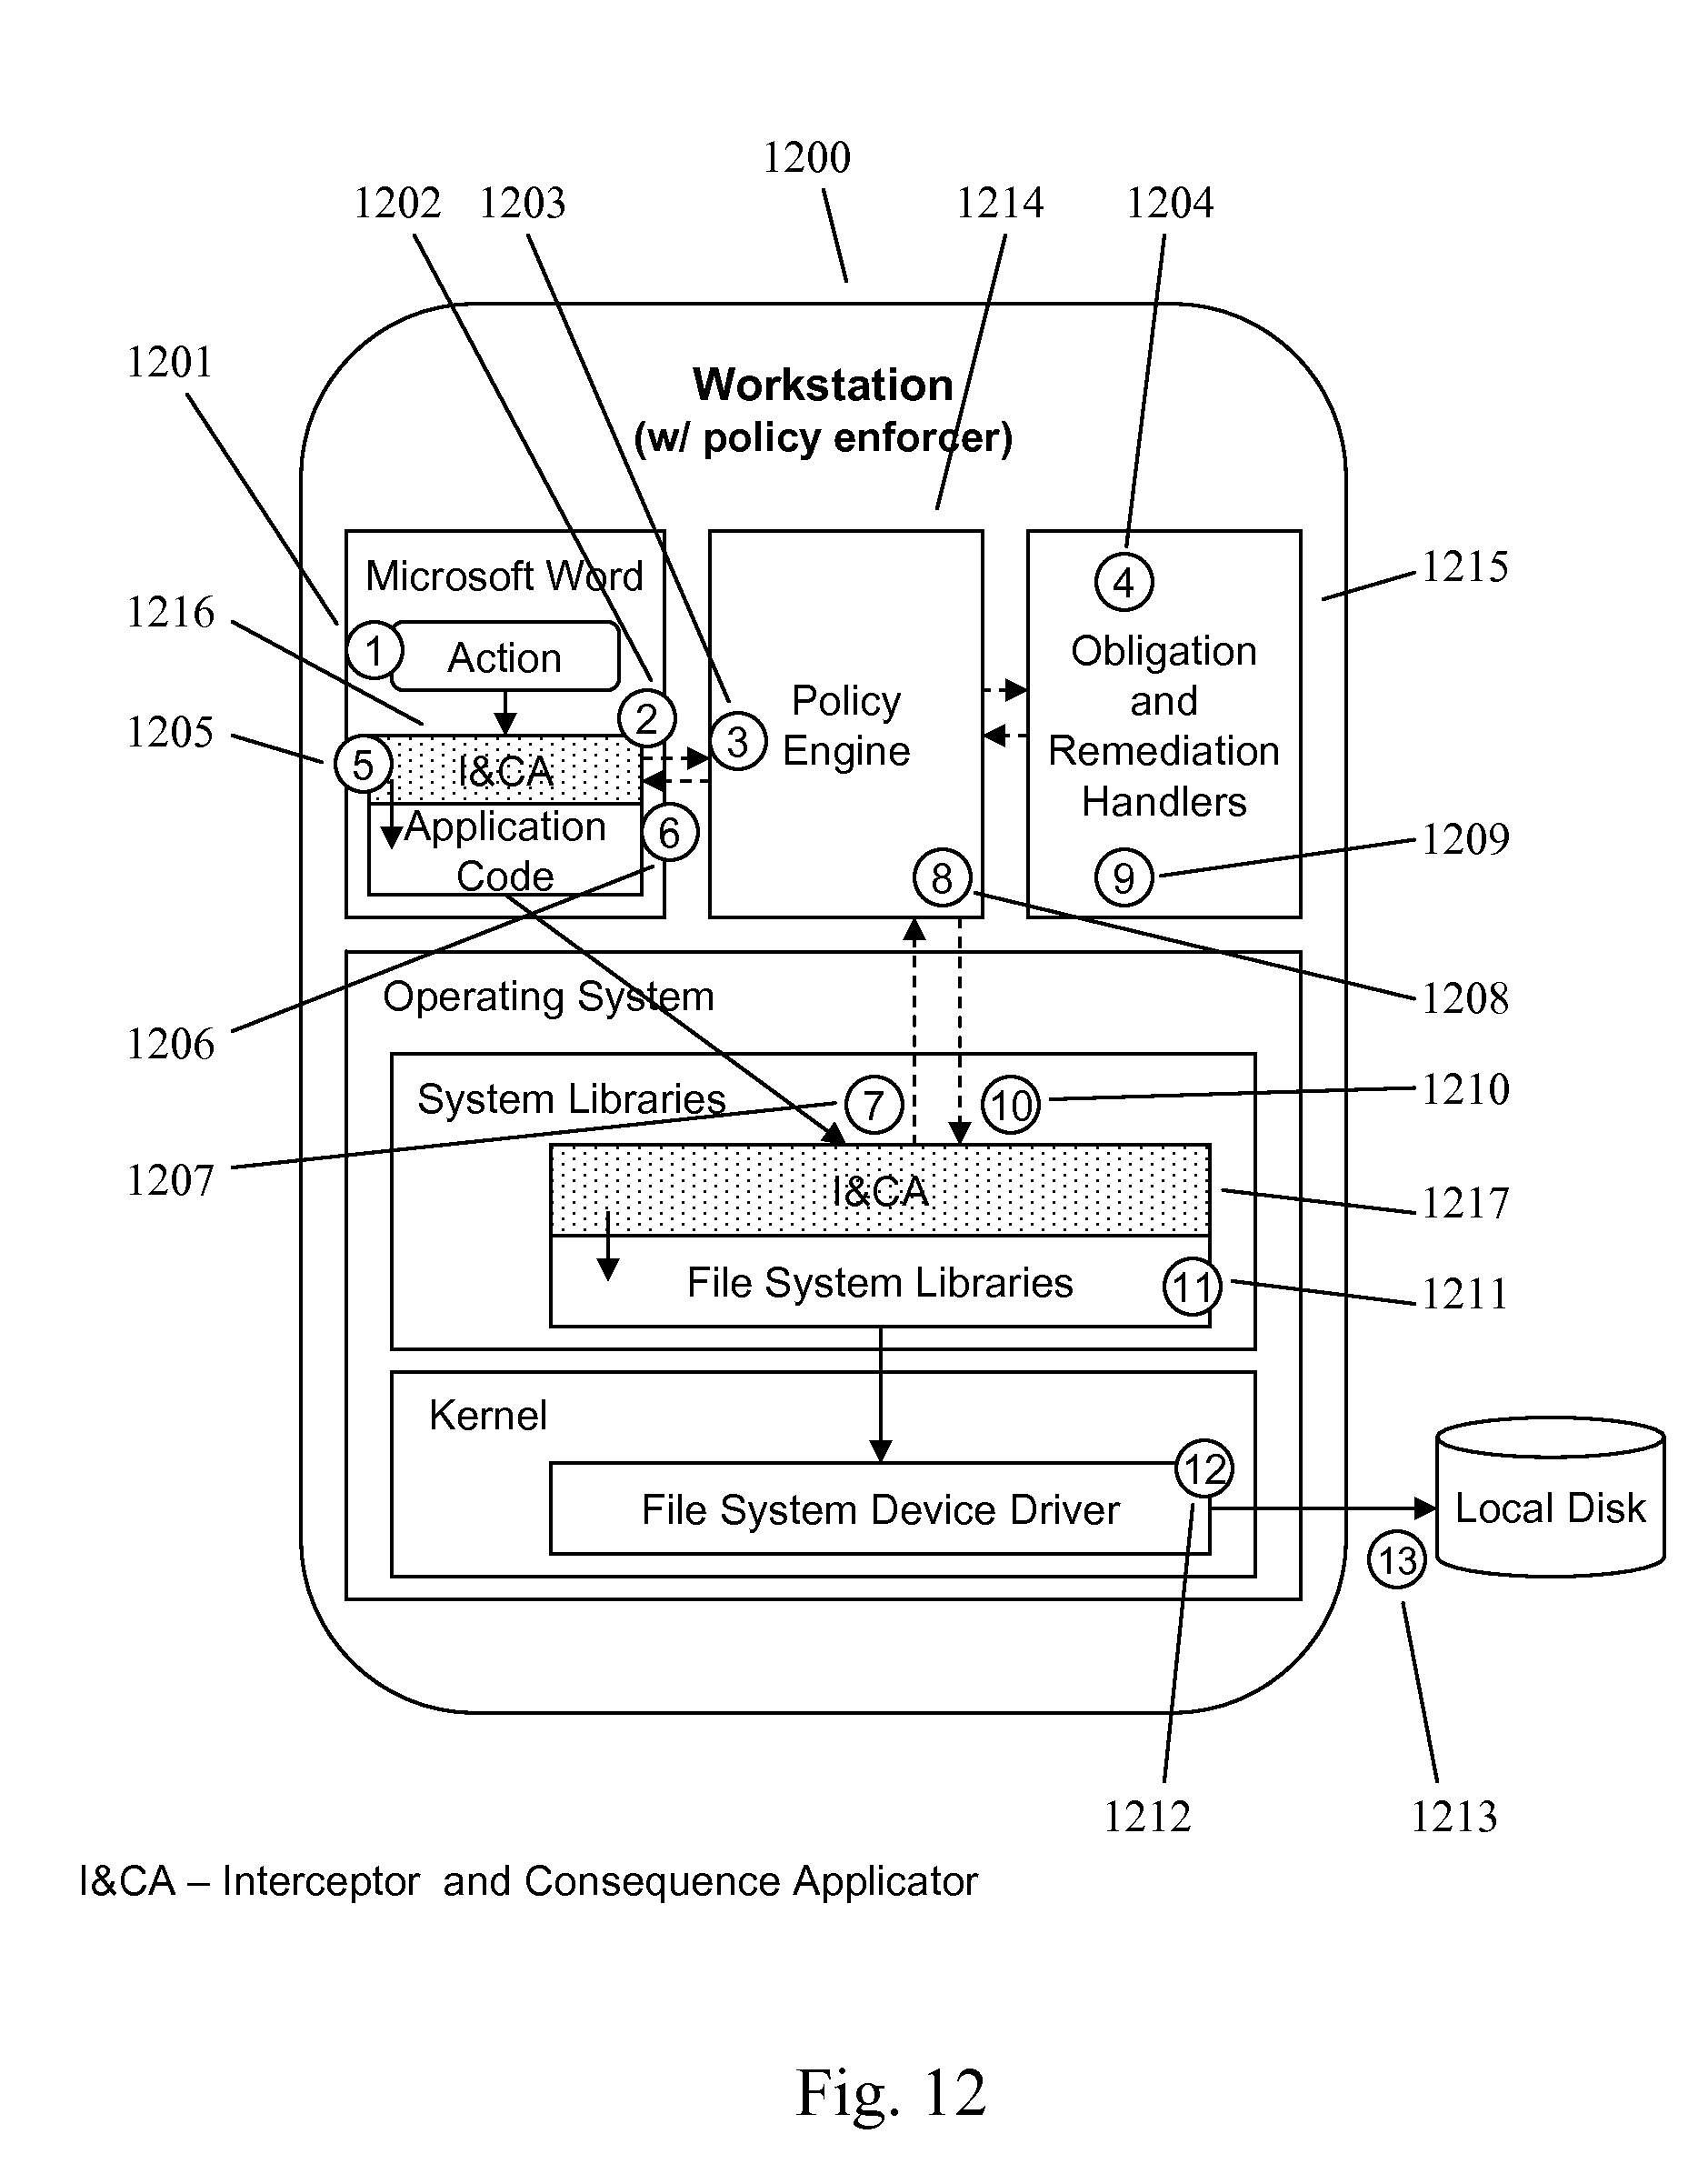 1200
1202 1203 1214 1204
1201
Workstation
(w/ policy enforcer)
Microsoft Word
1216
1 Action
2
1205
5 I&CA
Application
Code
6
3
Policy
Engine
8
4
Obligation
and
Remediation
Handlers
9
1215
1209
1208
1206
Operating System
System Libraries
7
10
1210
1207
I&CA
1217
File System Libraries
11
1211
Kernel
12
File System Device Driver
Local Disk
13
1212
1213
I&CA – Interceptor and Consequence Applicator
Fig. 12